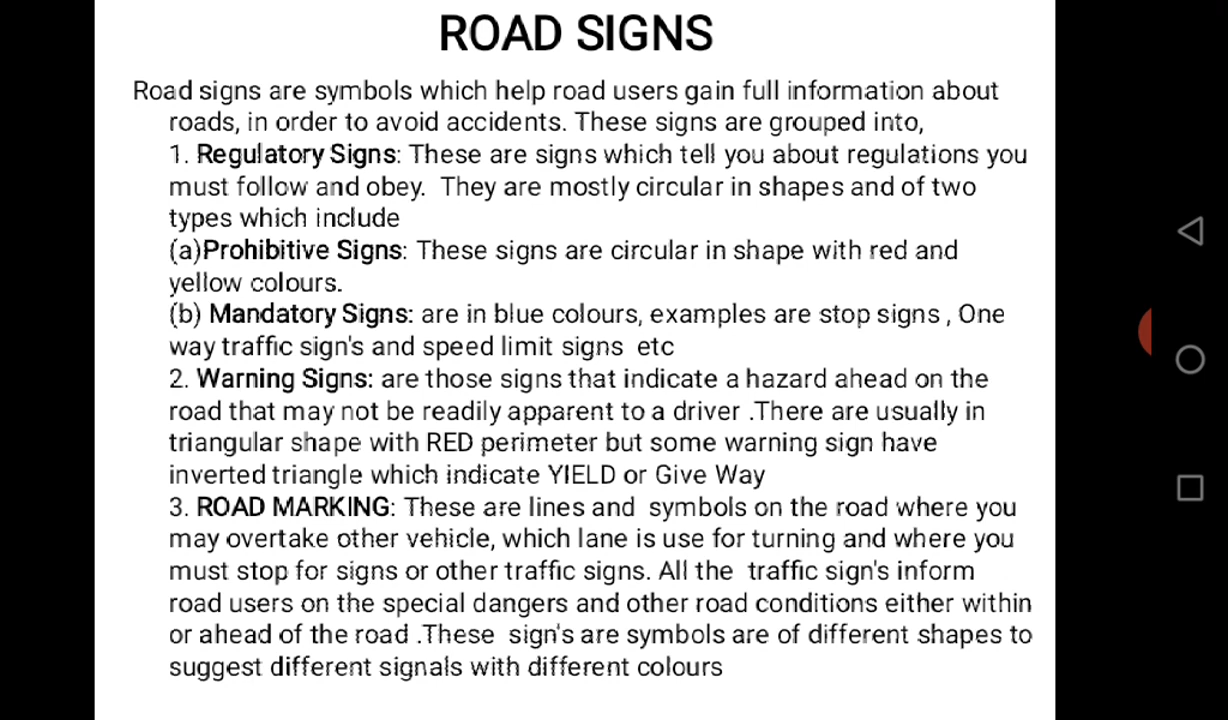 ROAD SIGNS
Road signs are symbols which help road users gain full information about
roads, in order to avoid accidents. These signs are grouped into,
1. Regulatory Signs: These are signs which tell you about regulations you
must follow and obey.  They are mostly circular in shapes and of two
types which include
(a)Prohibitive Signs: These signs are circular in shape with red and
yellow colours.
(b) Mandatory Signs: are in blue colours, examples are stop signs , One
way traffic sign's and speed limit signs  etc
2. Warning Signs: are those signs that indicate a hazard ahead on the
road that may not be readily apparent to a driver .There are usually in
triangular shape with RED perimeter but some warning sign have
inverted triangle which indicate YIELD or Give Way
3. ROAD MARKING: These are lines and  symbols on the road where you
may overtake other vehicle, which lane is use for turning and where you
must stop for signs or other traffic signs. All the  traffic sign's inform
road users on the special dangers and other road conditions either within
or ahead of the road .These  sign's are symbols are of different shapes to
suggest different signals with different colours